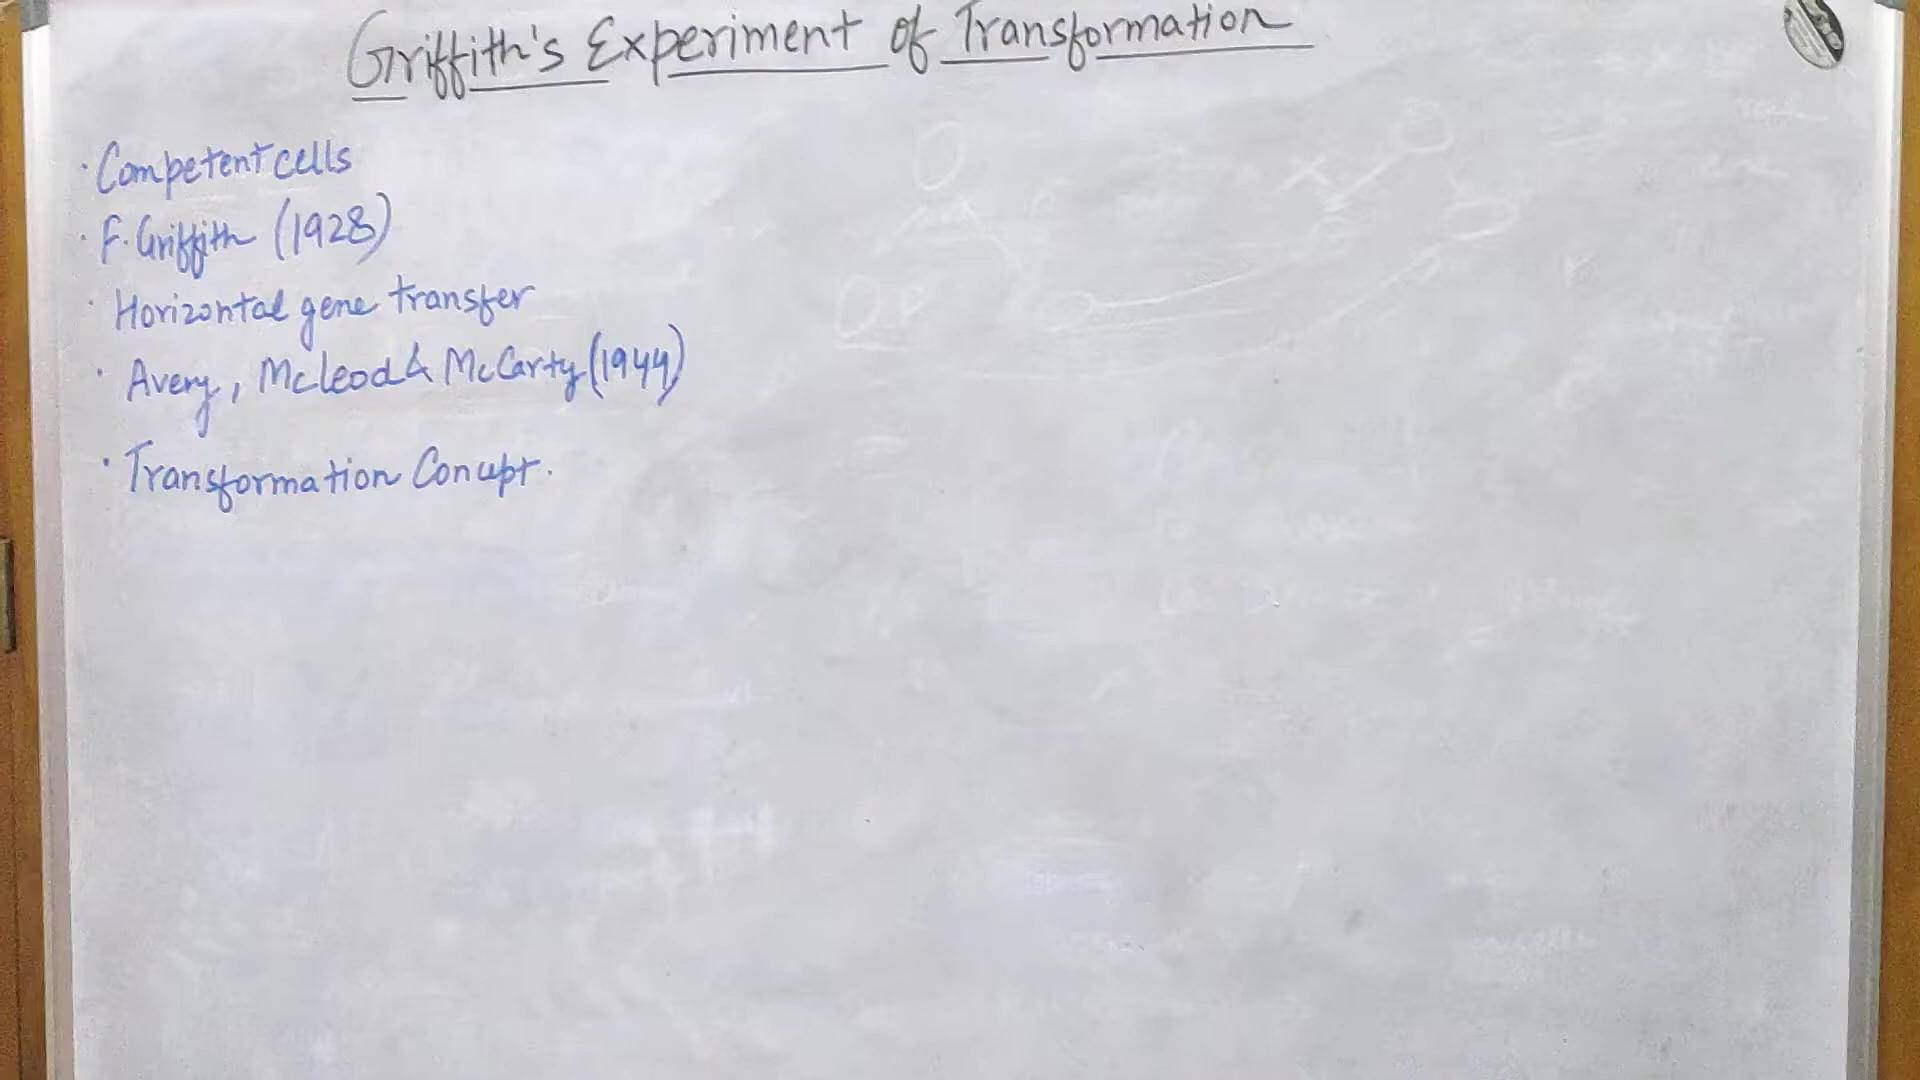 Griffith's Experiment of Transformation
· Competent cells
· F. Griffith (1928)
· Horizontal gene transfer
· Avery, McLeod & McCarty (1944)
· Transformation Concept.